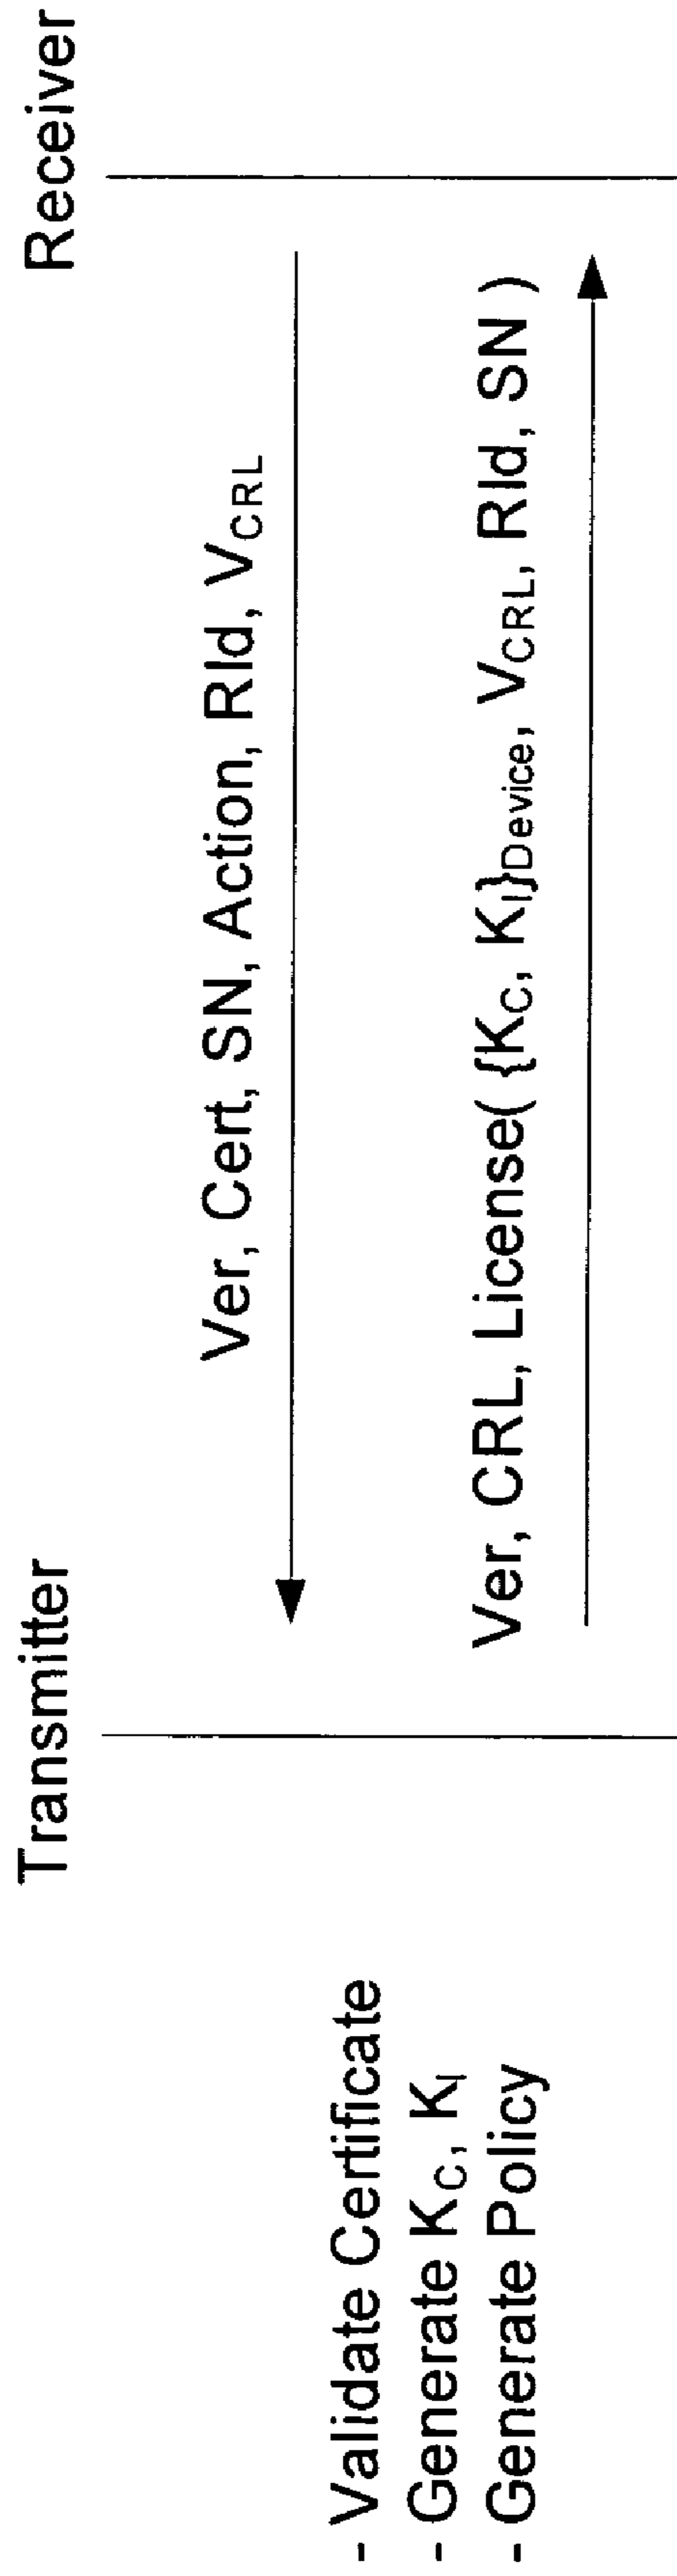 Transmitter
Receiver
Ver, Cert, SN, Action, RId, VCRL
- Validate Certificate
- Generate KC, KI
- Generate Policy
Ver, CRL, License( {KC, KI}Device, VCRL, RId, SN )